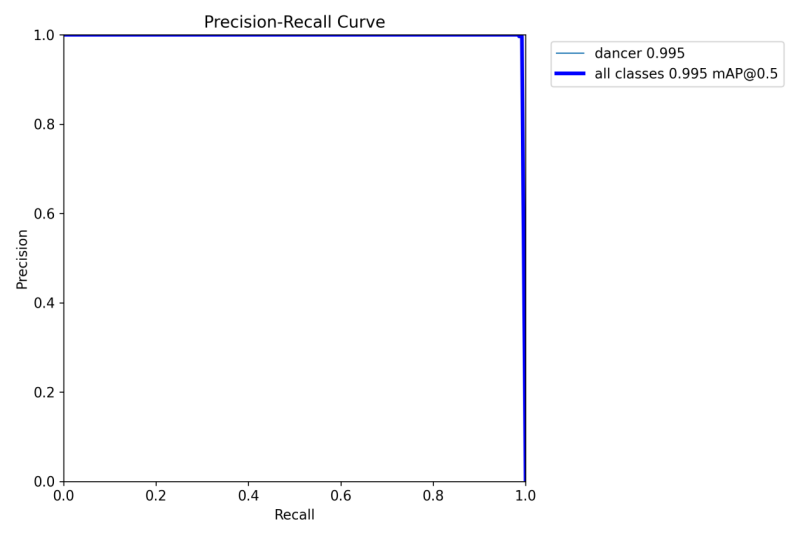 Precision-Recall Curve
dancer 0.995
all classes 0.995 mAP@0.5
Precision
1.0
0.8
0.6
0.4
0.2
0.0
0.0 0.2 0.4 0.6 0.8 1.0
Recall